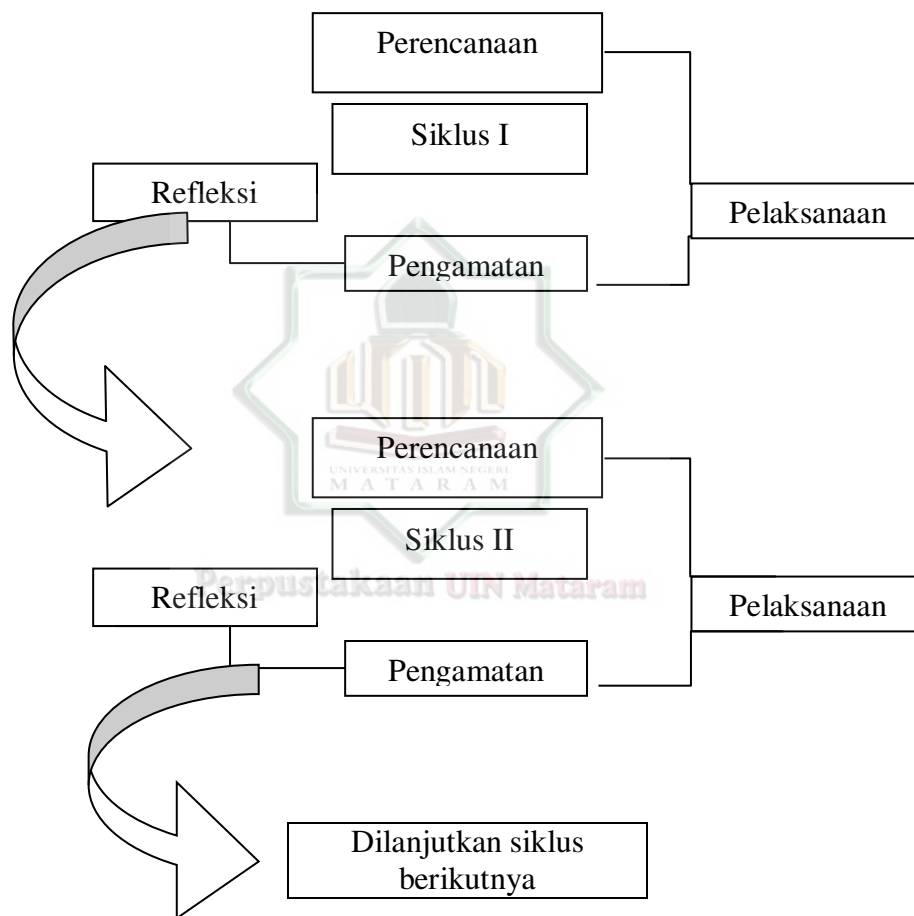 Perencanaan
Siklus I
Refleksi
Pelaksanaan
Pengamatan
Perencanaan
UNIVERSITAS ISLAM NEGERI
MATARAM
Siklus II
Refleksi
Perpustakaan UIN Mataram
Pelaksanaan
Pengamatan
Dilanjutkan siklus
berikutnya